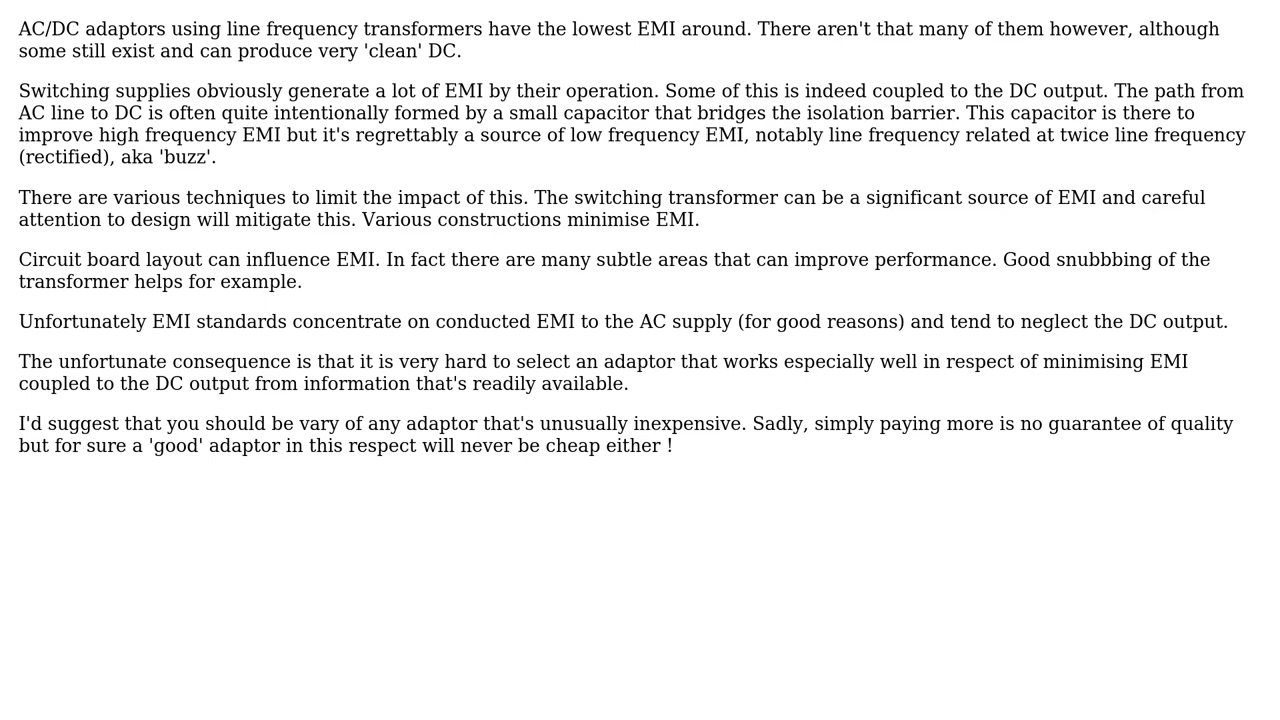 AC/DC adaptors using line frequency transformers have the lowest EMI around. There aren't that many of them however, although
some still exist and can produce very 'clean' DC.
Switching supplies obviously generate a lot of EMI by their operation. Some of this is indeed coupled to the DC output. The path from
AC line to DC is often quite intentionally formed by a small capacitor that bridges the isolation barrier. This capacitor is there to
improve high frequency EMI but it's regrettably a source of low frequency EMI, notably line frequency related at twice line frequency
(rectified), aka 'buzz'.
There are various techniques to limit the impact of this. The switching transformer can be a significant source of EMI and careful
attention to design will mitigate this. Various constructions minimise EMI.
Circuit board layout can influence EMI. In fact there are many subtle areas that can improve performance. Good snubbbing of the
transformer helps for example.
Unfortunately EMI standards concentrate on conducted EMI to the AC supply (for good reasons) and tend to neglect the DC output.
The unfortunate consequence is that it is very hard to select an adaptor that works especially well in respect of minimising EMI
coupled to the DC output from information that's readily available.
I'd suggest that you should be vary of any adaptor that's unusually inexpensive. Sadly, simply paying more is no guarantee of quality
but for sure a 'good' adaptor in this respect will never be cheap either !